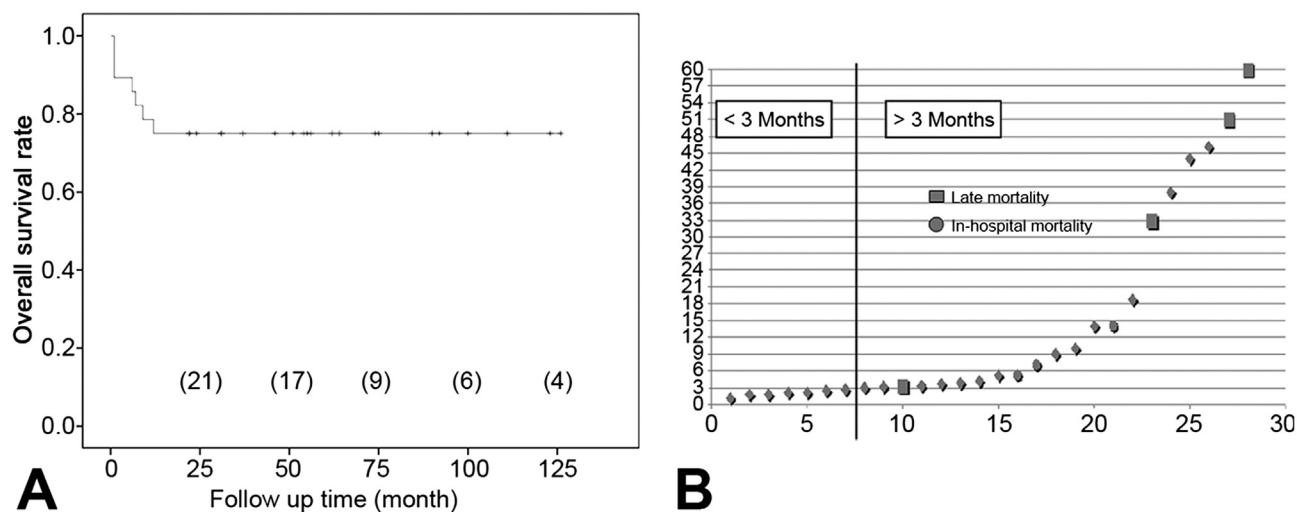 1.0
0.8
0.6
0.4
0.2
0.0
Overall survival rate
(21) (17) (9) (6) (4)
0 25 50 75 100 125
Follow up time (month)
A
60
57
54
51
48
45
42
39
36
33
30
27
24
21
18
15
12
9
6
3
0
< 3 Months
> 3 Months
Late mortality
In-hospital mortality
0 5 10 15 20 25 30
B